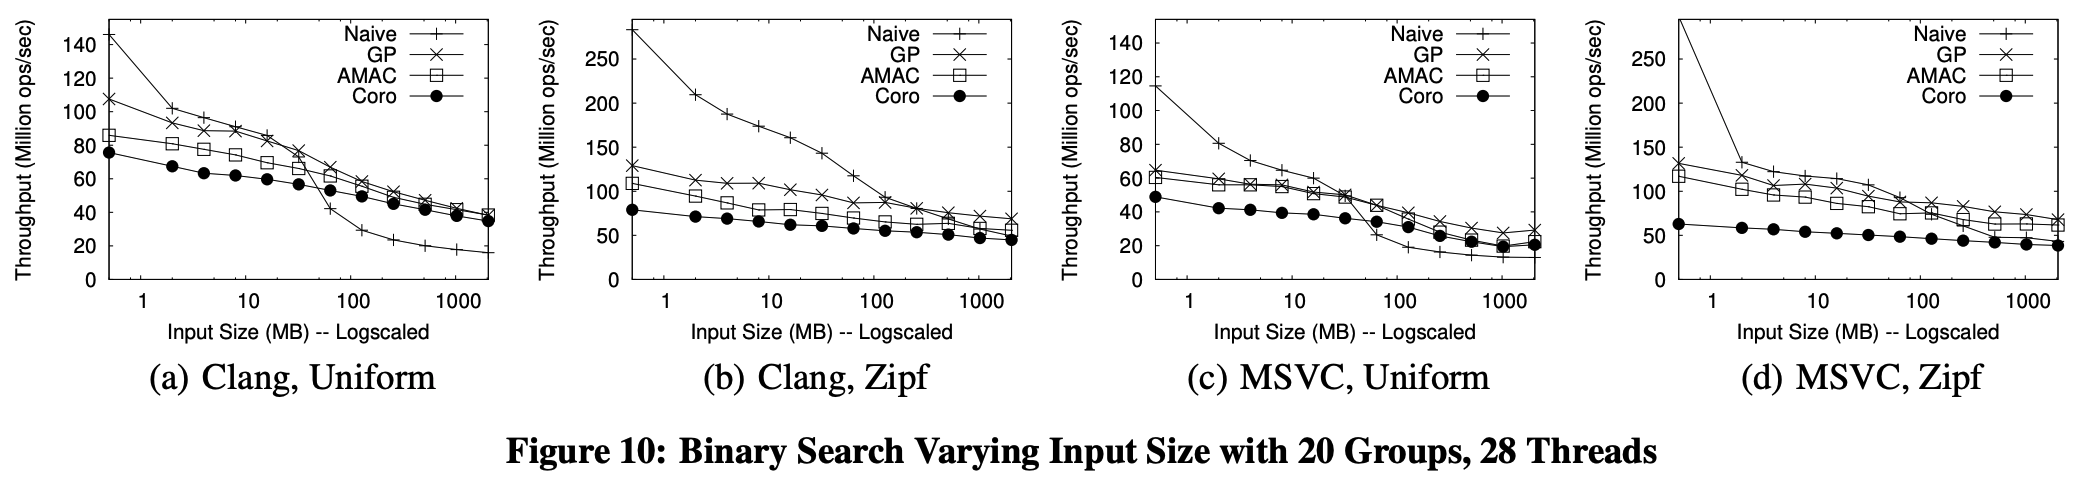 Throughput (Million ops/sec)
140
120
100
80
60
40
20
0
Naive
GP
AMAC
Coro
1 10 100 1000
Input Size (MB) -- Logscaled
(a) Clang, Uniform
Throughput (Million ops/sec)
250
200
150
100
50
0
Naive
GP
AMAC
Coro
1 10 100 1000
Input Size (MB) -- Logscaled
(b) Clang, Zipf
Throughput (Million ops/sec)
140
120
100
80
60
40
20
0
Naive
GP
AMAC
Coro
1 10 100 1000
Input Size (MB) -- Logscaled
(c) MSVC, Uniform
Throughput (Million ops/sec)
250
200
150
100
50
0
Naive
GP
AMAC
Coro
1 10 100 1000
Input Size (MB) -- Logscaled
(d) MSVC, Zipf
Figure 10: Binary Search Varying Input Size with 20 Groups, 28 Threads